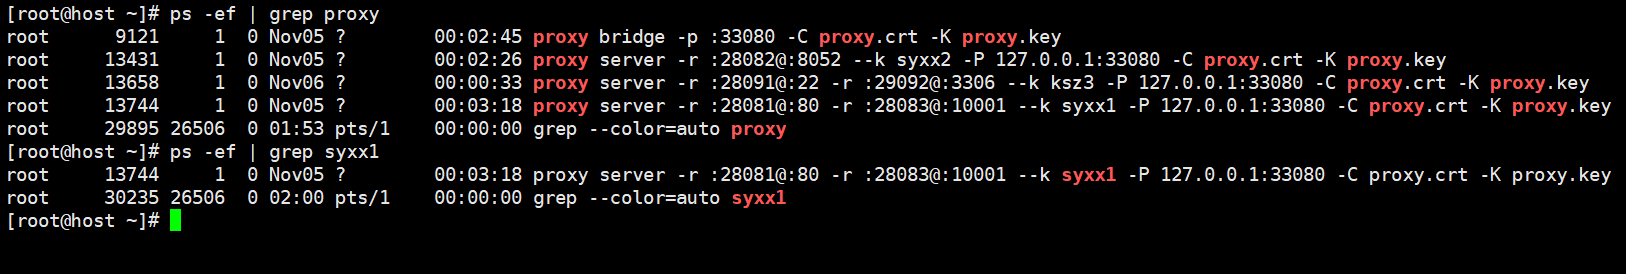 [root@host ~]# ps -ef | grep proxy
root      9121     1  0 Nov05 ?        00:02:45 proxy bridge -p :33080 -C proxy.crt -K proxy.key
root     13431     1  0 Nov05 ?        00:02:26 proxy server -r :28082@:8052 --k syxx2 -P 127.0.0.1:33080 -C proxy.crt -K proxy.key
root     13658     1  0 Nov06 ?        00:00:33 proxy server -r :28091@:22 -r :29092@:3306 --k ksz3 -P 127.0.0.1:33080 -C proxy.crt -K proxy.key
root     13744     1  0 Nov05 ?        00:03:18 proxy server -r :28081@:80 -r :28083@:10001 --k syxx1 -P 127.0.0.1:33080 -C proxy.crt -K proxy.key
root     29895 26506  0 01:53 pts/1    00:00:00 grep --color=auto proxy
[root@host ~]# ps -ef | grep syxx1
root     13744     1  0 Nov05 ?        00:03:18 proxy server -r :28081@:80 -r :28083@:10001 --k syxx1 -P 127.0.0.1:33080 -C proxy.crt -K proxy.key
root     30235 26506  0 02:00 pts/1    00:00:00 grep --color=auto syxx1
[root@host ~]#